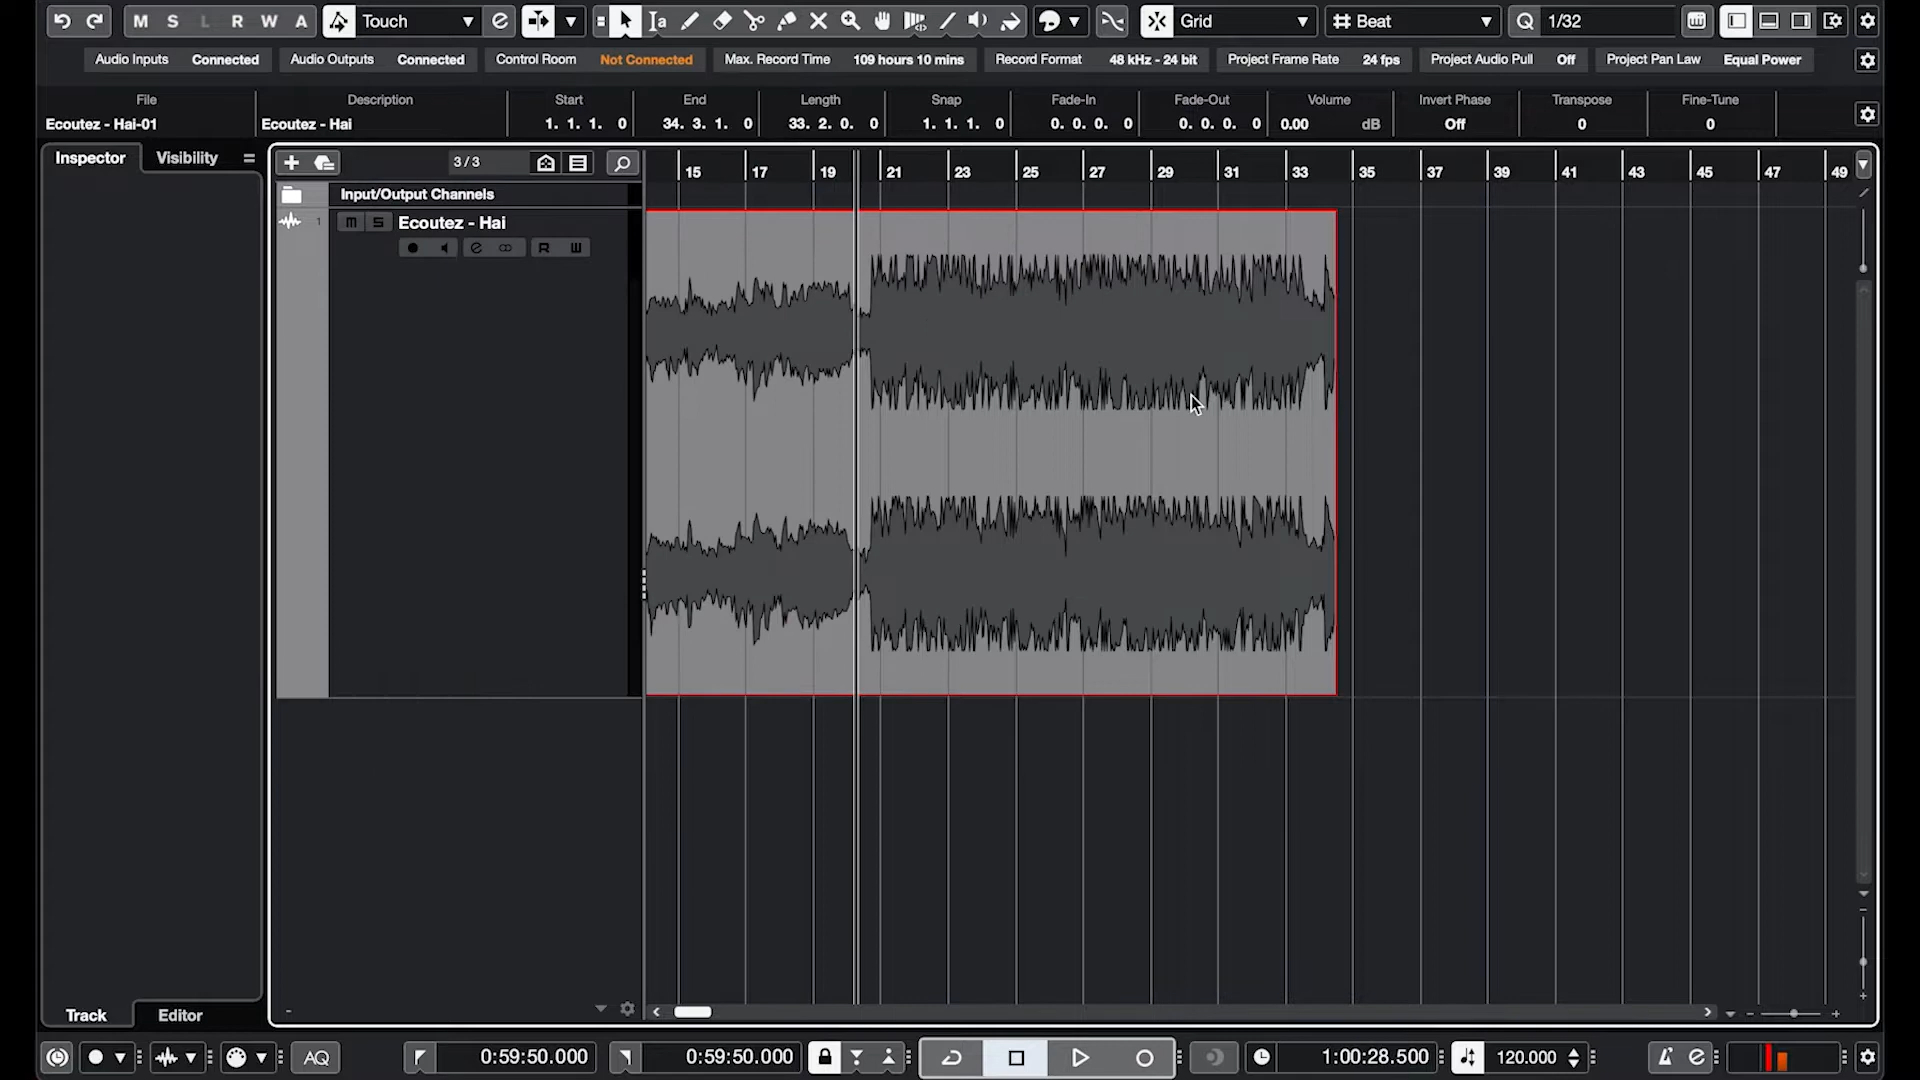 M S L R W A Touch Grid Beat Q 1/32
Audio Inputs Connected Audio Outputs Connected Control Room Not Connected Max. Record Time 109 hours 10 mins Record Format 48 kHz - 24 bit Project Frame Rate 24 fps Project Audio Pull Off Project Pan Law Equal Power
File Description Start End Length Snap Fade-In Fade-Out Volume Invert Phase Transpose Fine-Tune
Ecoutez - Hai-01 Ecoutez - Hai 1. 1. 1. 0 34. 3. 1. 0 33. 2. 0. 0 1. 1. 1. 0 0. 0. 0. 0 0. 0. 0. 0 0.00 dB Off 0 0
Inspector Visibility 3 / 3 15 17 19 21 23 25 27 29 31 33 35 37 39 41 43 45 47 49
Input/Output Channels
1 m S Ecoutez - Hai
R W
Track Editor
AQ 0:59:50.000 0:59:50.000 1:00:28.500 120.000